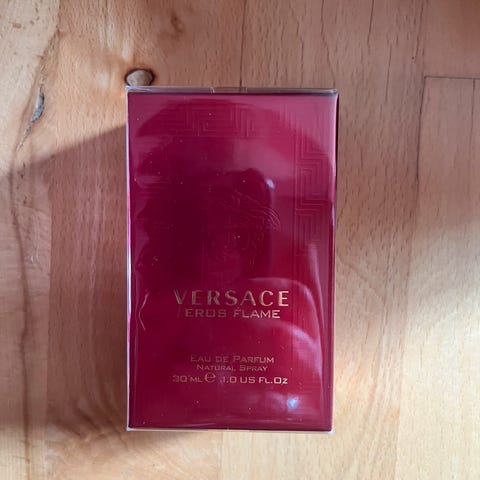 VERSACE
EROS FLAME
EAU DE PARFUM
NATURAL SPRAY
30 ML ℮ 1.0 US FL.OZ